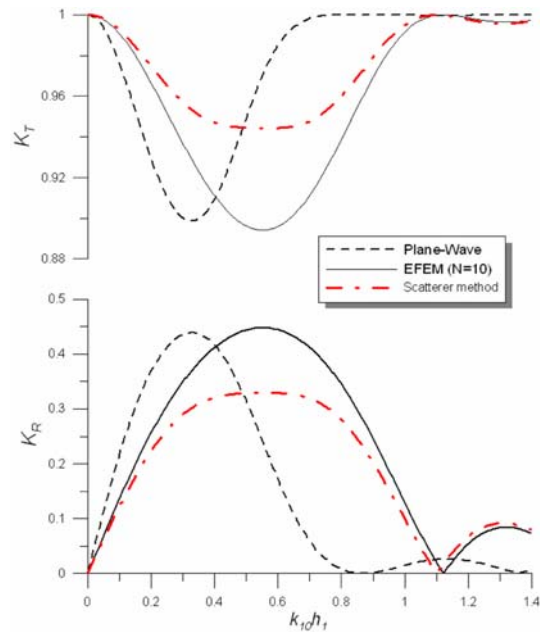 1
0.96
K_T
0.92
0.88
Plane-Wave
EFEM (N=10)
Scatterer method
0.5
0.4
0.3
K_R
0.2
0.1
0
0 0.2 0.4 0.6 0.8 1 1.2 1.4
k_10h_1